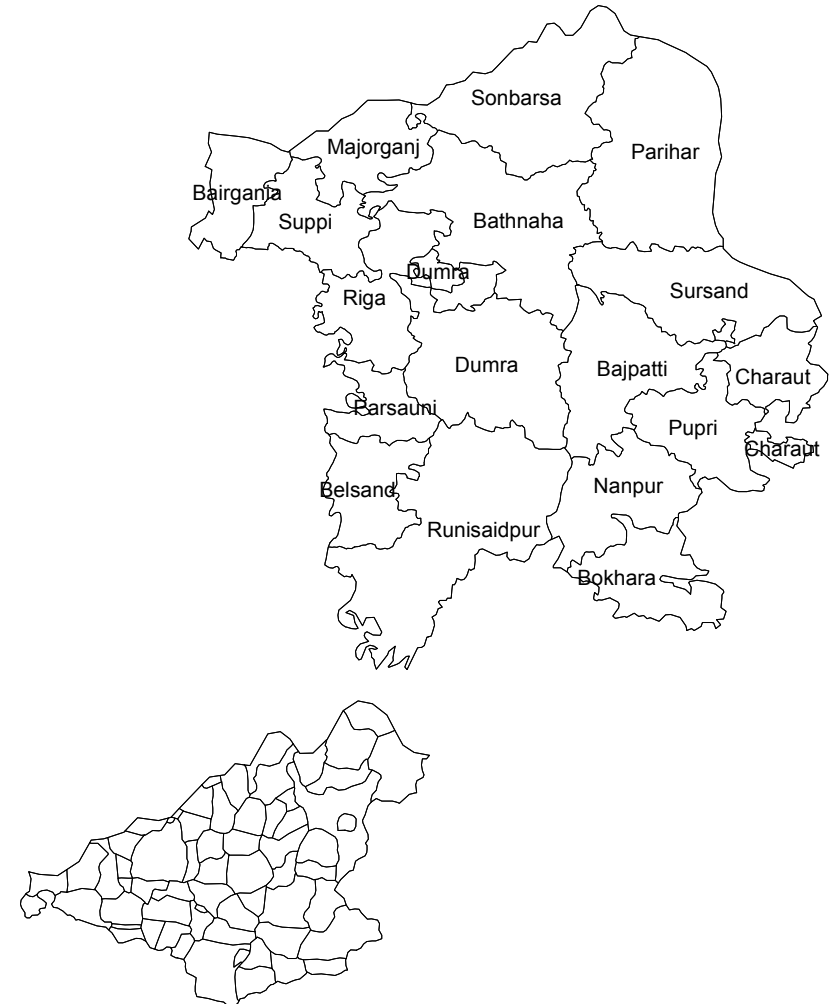 Sonbarsa
Majorganj
Parihar
Bairgania
Suppi
Bathnaha
Dumra
Riga
Sursand
Dumra
Bajpatti
Charaut
Parsauni
Pupri
Charaut
Belsand
Nanpur
Runisaidpur
Bokhara